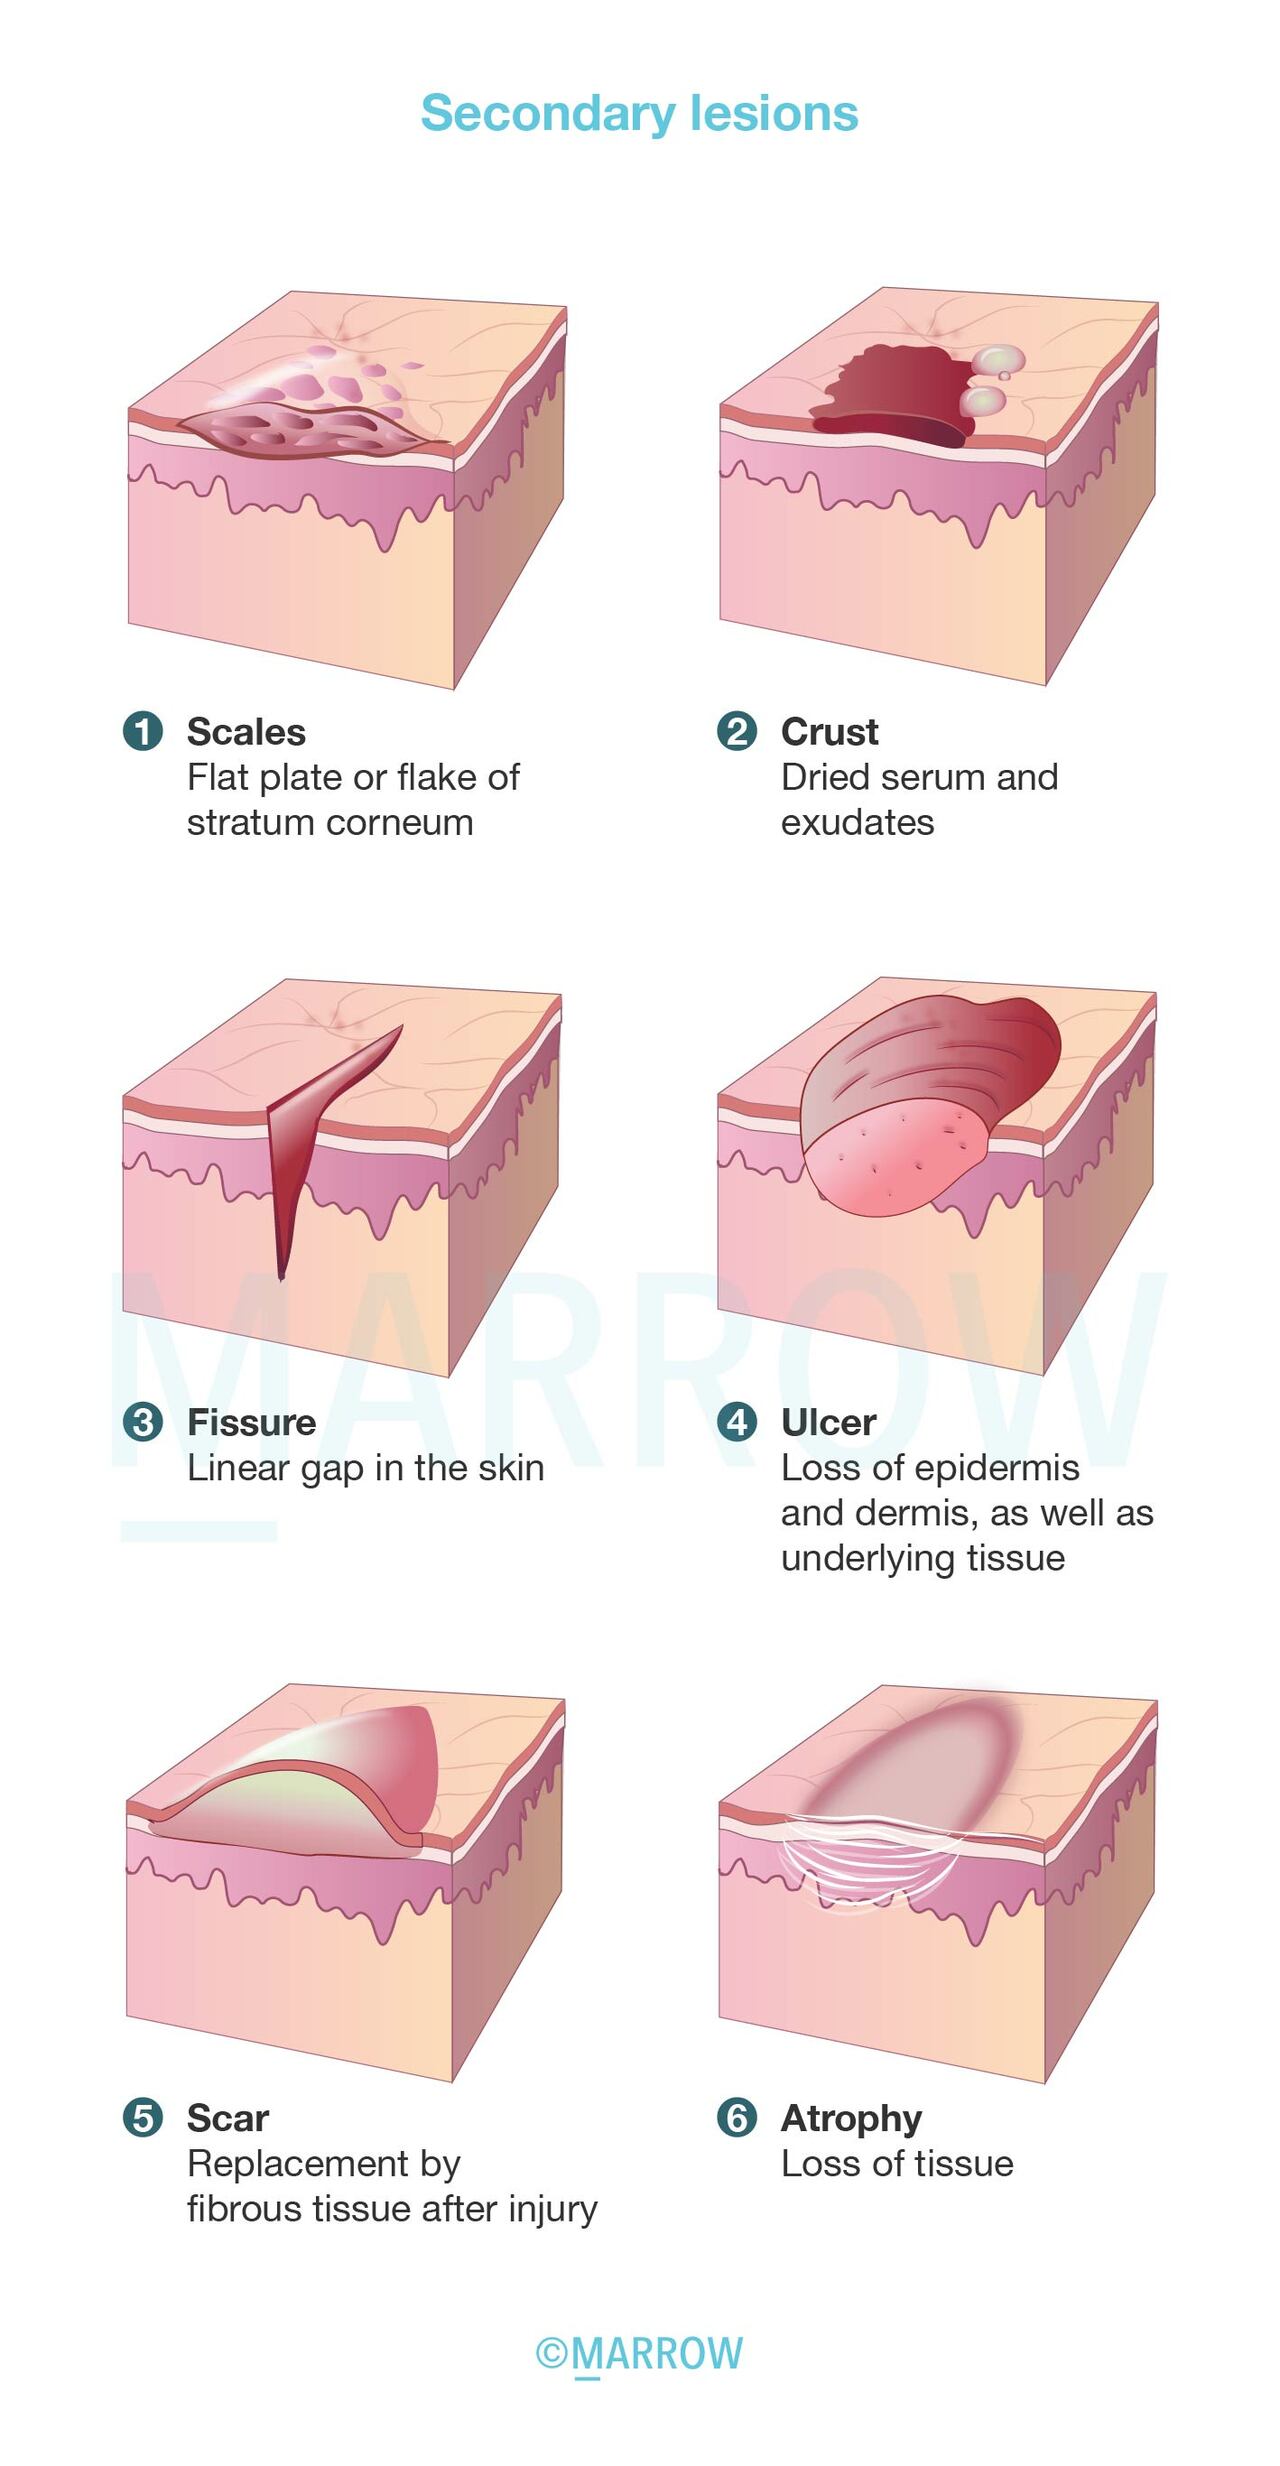 Secondary lesions
1 Scales
Flat plate or flake of
stratum corneum
2 Crust
Dried serum and
exudates
3 Fissure
Linear gap in the skin
4 Ulcer
Loss of epidermis
and dermis, as well as
underlying tissue
MARROW
5 Scar
Replacement by
fibrous tissue after injury
6 Atrophy
Loss of tissue
©MARROW